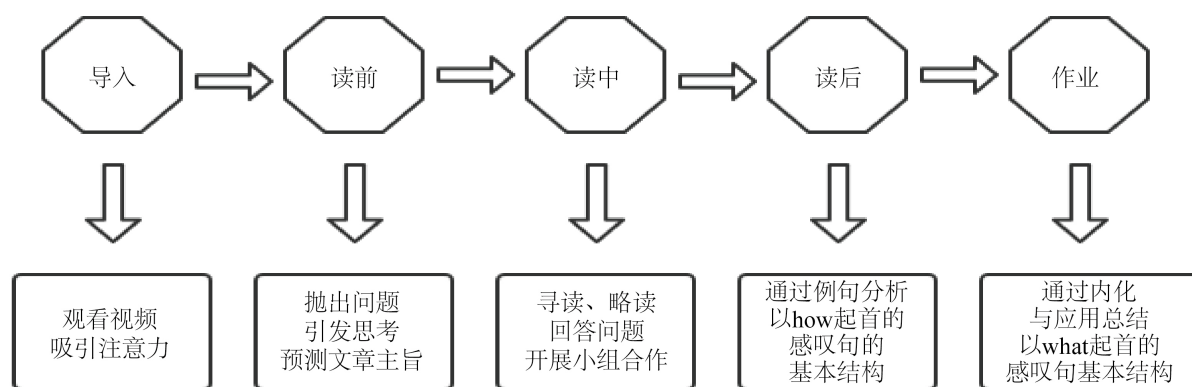 导入
读前
读中
读后
作业
观看视频
吸引注意力
抛出问题
引发思考
预测文章主旨
寻读、略读
回答问题
开展小组合作
通过例句分析
以how起首的
感叹句的
基本结构
通过内化
与应用总结
以what起首的
感叹句基本结构